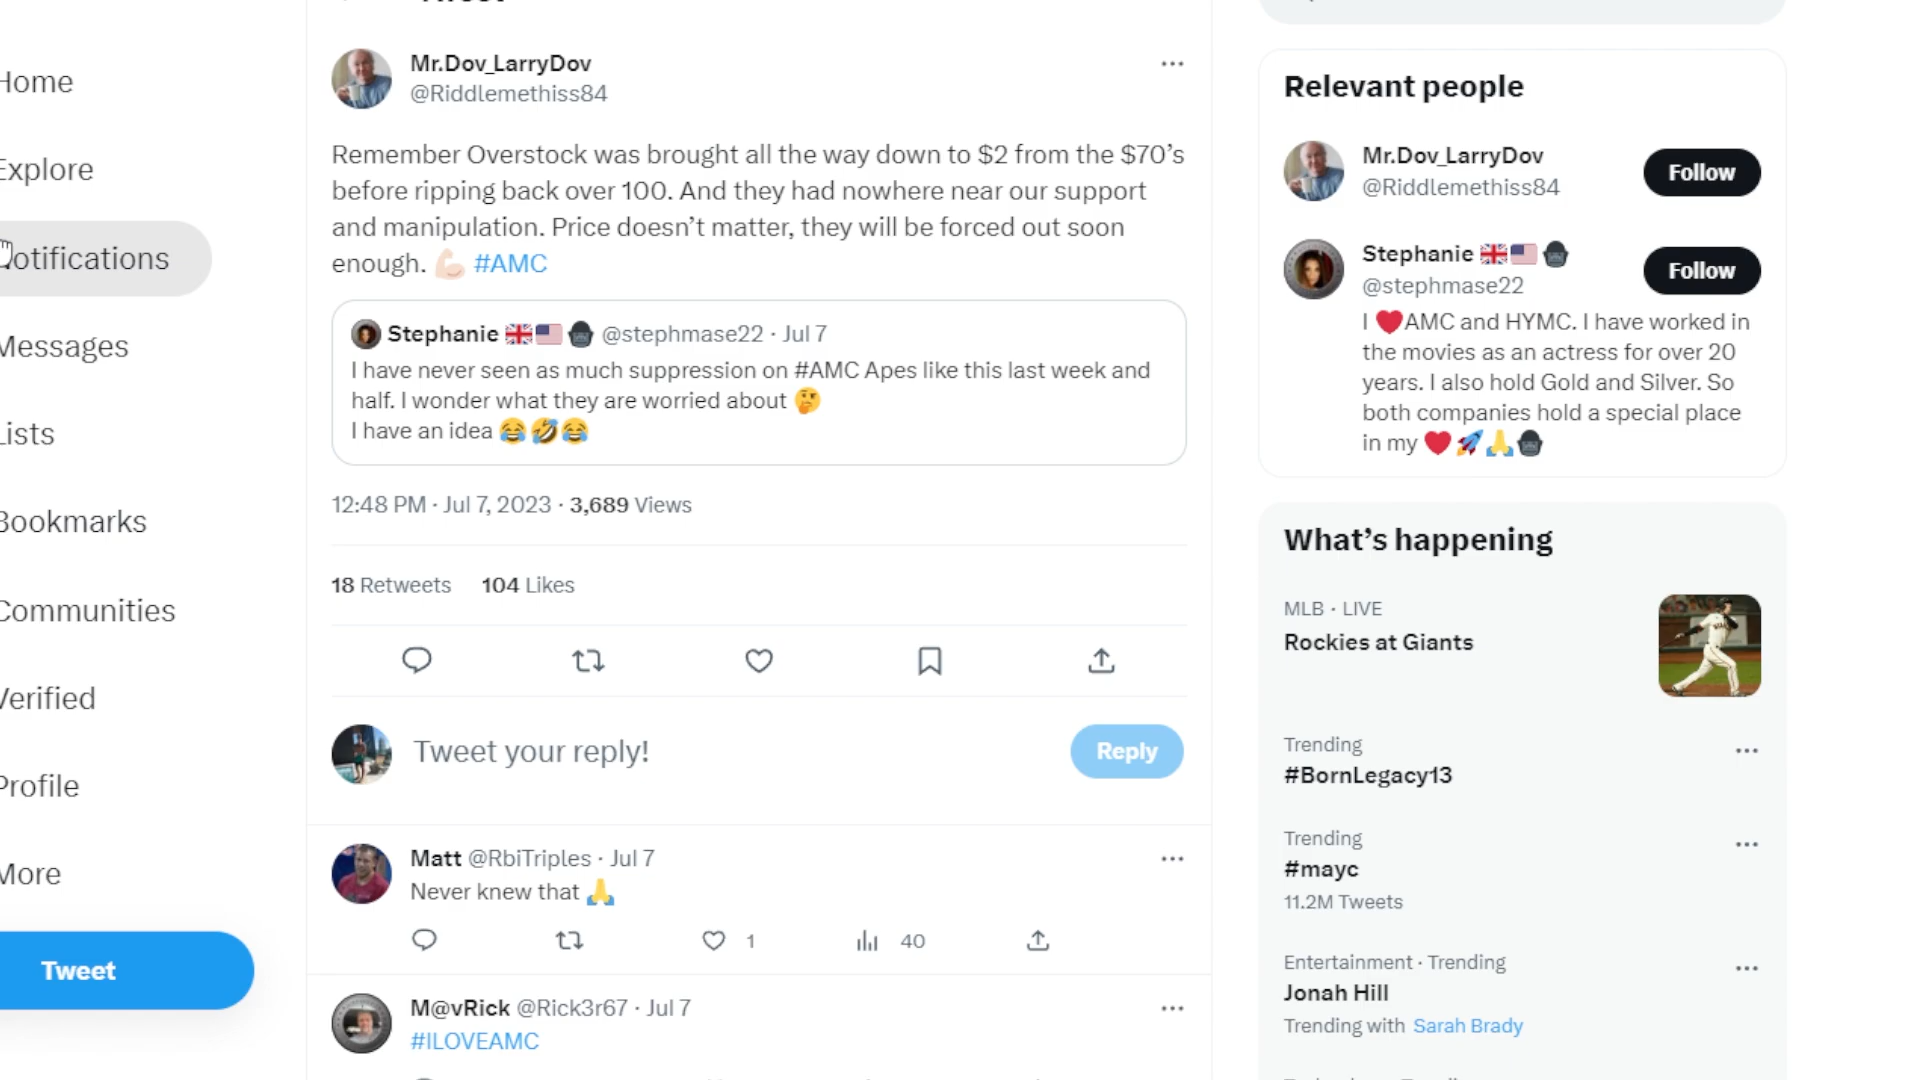 Home
Explore
Notifications
Messages
Lists
Bookmarks
Communities
Verified
Profile
More
Tweet
Mr.Dov_LarryDov
@Riddlemethiss84
Remember Overstock was brought all the way down to $2 from the $70’s
before ripping back over 100. And they had nowhere near our support
and manipulation. Price doesn’t matter, they will be forced out soon
enough. 💪🏻 #AMC
Stephanie 🇬🇧🇺🇸🦍 @stephmase22 · Jul 7
I have never seen as much suppression on #AMC Apes like this last week and
half. I wonder what they are worried about 🤔
I have an idea 😂🤣😂
12:48 PM · Jul 7, 2023 · 3,689 Views
18 Retweets 104 Likes
Tweet your reply!
Reply
Matt @RbiTriples · Jul 7
Never knew that 🙏
1
40
M@vRick @Rick3r67 · Jul 7
#ILOVEAMC
Relevant people
Mr.Dov_LarryDov
@Riddlemethiss84
Follow
Stephanie 🇬🇧🇺🇸🦍
@stephmase22
Follow
I ❤️AMC and HYMC. I have worked in
the movies as an actress for over 20
years. I also hold Gold and Silver. So
both companies hold a special place
in my ❤️🚀🙏🦍
What’s happening
MLB · LIVE
Rockies at Giants
Trending
#BornLegacy13
Trending
#mayc
11.2M Tweets
Entertainment · Trending
Jonah Hill
Trending with Sarah Brady